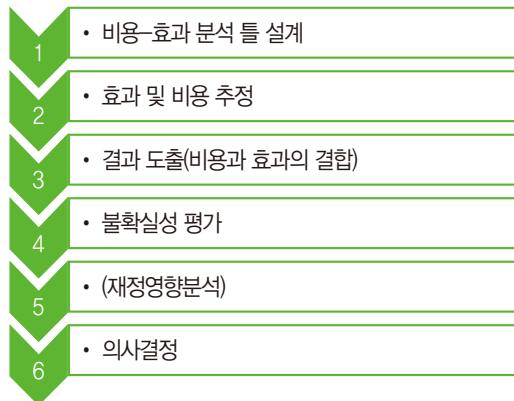 1
• 비용–효과 분석 틀 설계
2
• 효과 및 비용 추정
3
• 결과 도출(비용과 효과의 결합)
4
• 불확실성 평가
5
• (재정영향분석)
6
• 의사결정